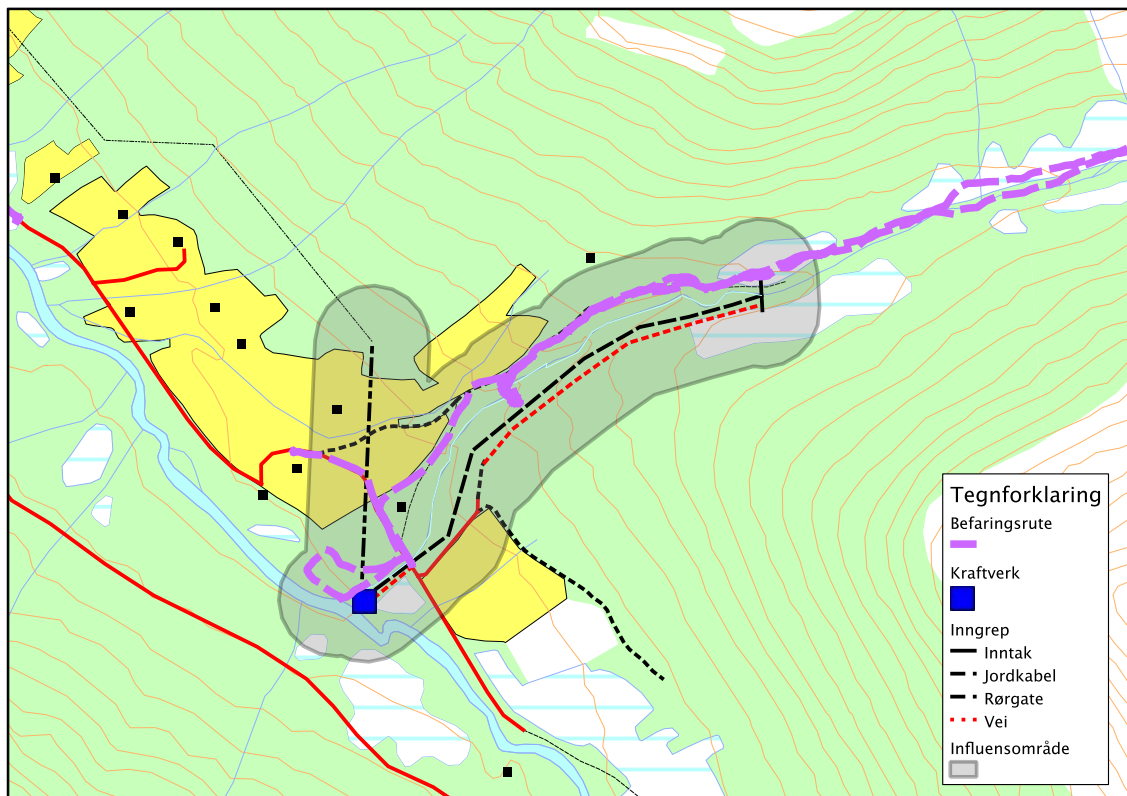 Tegnforklaring
Befaringsrute
Kraftverk
Inngrep
Inntak
Jordkabel
Rørgate
Vei
Influensområde